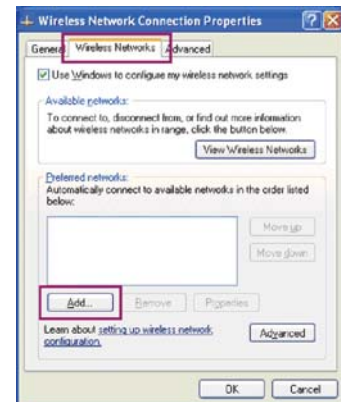 Wireless Network Connection Properties
General Wireless Networks Advanced
Use Windows to configure my wireless network settings
Available networks:
To connect to, disconnect from, or find out more information
about wireless networks in range, click the button below.
View Wireless Networks
Preferred networks:
Automatically connect to available networks in the order listed
below:
Move up
Move down
Add... Remove Properties
Learn about setting up wireless network
configuration.
Advanced
OK Cancel